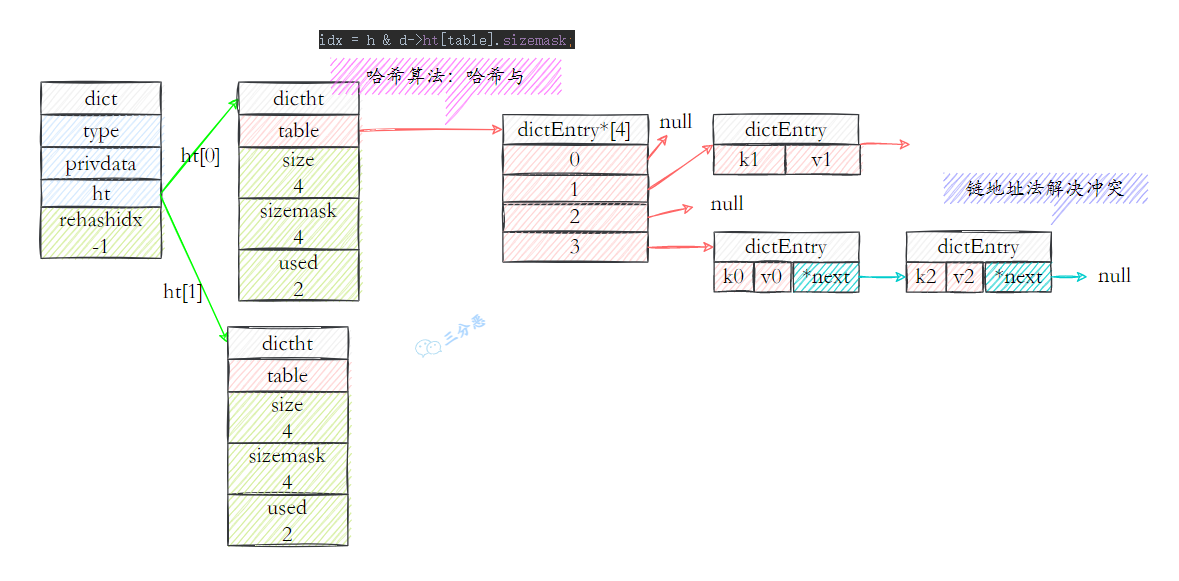 idx = h & d->ht[table].sizemask;
哈希算法：哈希与
dict
type
privdata
ht
rehashidx
-1
ht[0]
ht[1]
dictht
table
size
4
sizemask
4
used
2
dictht
table
size
4
sizemask
4
used
2
dictEntry*[4]
0
1
2
3
null
null
dictEntry
k1 v1
链地址法解决冲突
dictEntry
k0 v0 *next
dictEntry
k2 v2 *next
null
三分恶